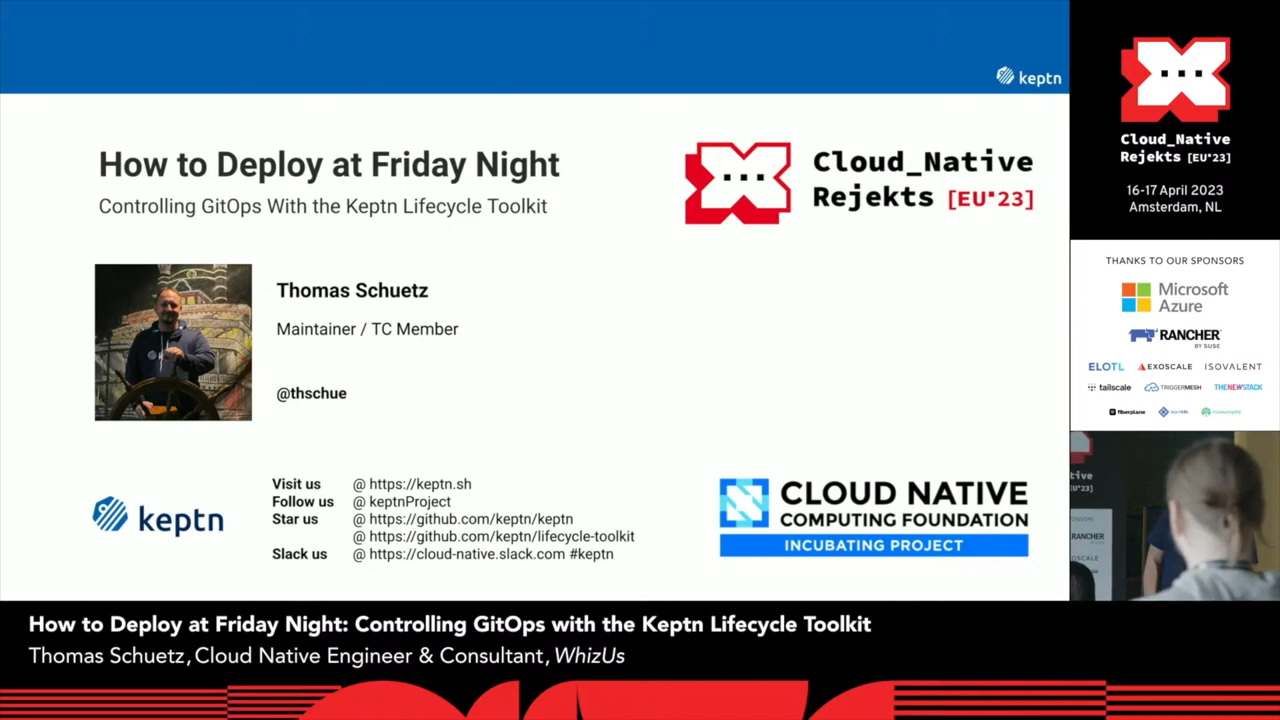 keptn
How to Deploy at Friday Night
Controlling GitOps With the Keptn Lifecycle Toolkit
Cloud_Native
Rejekts [EU'23]
Thomas Schuetz
Maintainer / TC Member
@thschue
keptn
Visit us @ https://keptn.sh
Follow us @ keptnProject
Star us @ https://github.com/keptn/keptn
@ https://github.com/keptn/lifecycle-toolkit
Slack us @ https://cloud-native.slack.com #keptn
CLOUD NATIVE
COMPUTING FOUNDATION
INCUBATING PROJECT
Cloud_Native
Rejekts [EU'23]
16-17 April 2023
Amsterdam, NL
THANKS TO OUR SPONSORS
Microsoft
Azure
RANCHER
BY SUSE
ELOTL EXOSCALE ISOVALENT
tailscale TRIGGERMESH THENEWSTACK
fiberplane
How to Deploy at Friday Night: Controlling GitOps with the Keptn Lifecycle Toolkit
Thomas Schuetz, Cloud Native Engineer & Consultant, WhizUs